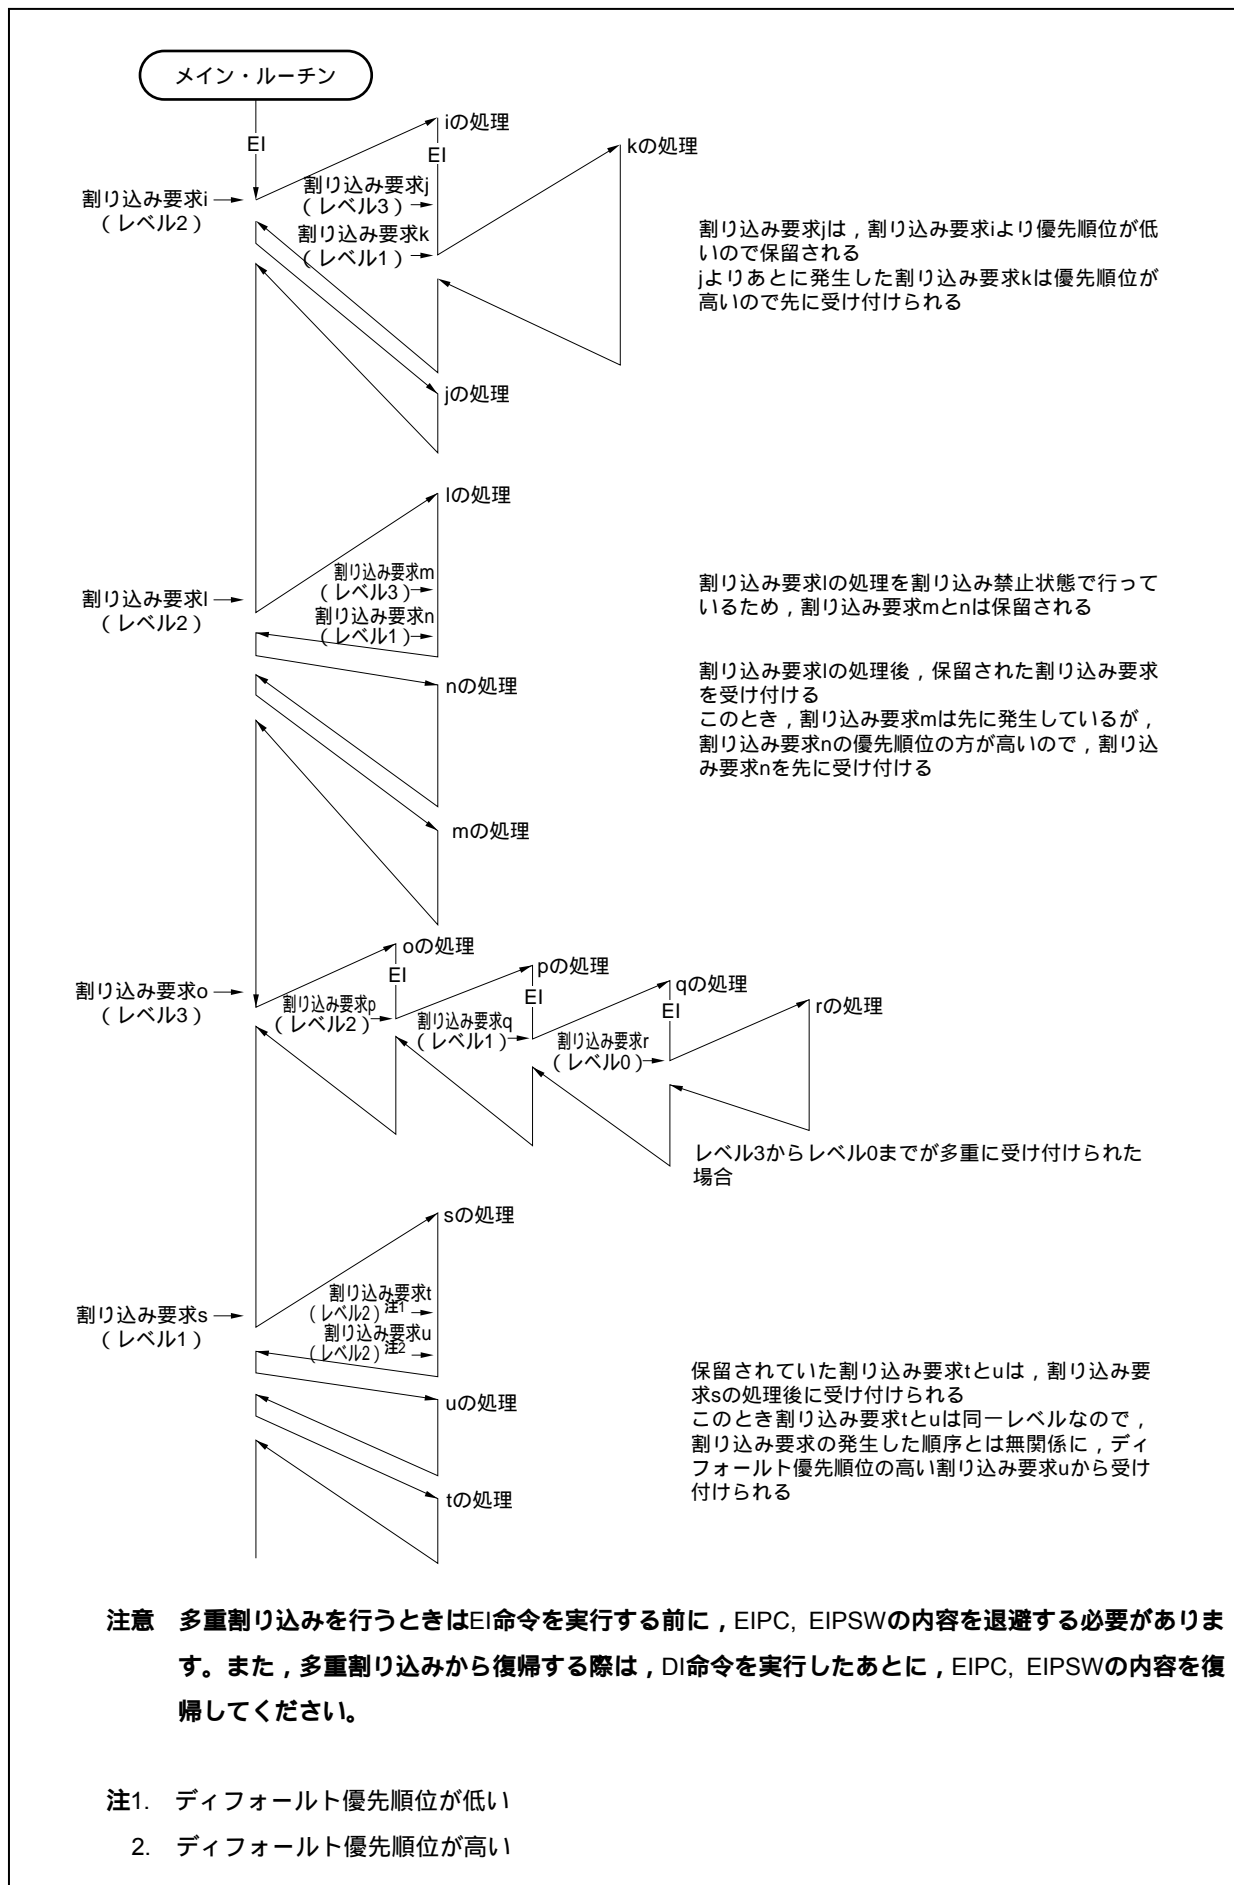 メイン・ルーチン
EI
iの処理
EI
kの処理
割り込み要求i
（レベル2）
割り込み要求j
（レベル3）
割り込み要求k
（レベル1）
割り込み要求jは，割り込み要求iより優先順位が低
いので保留される
jよりあとに発生した割り込み要求kは優先順位が
高いので先に受け付けられる
jの処理
lの処理
割り込み要求l
（レベル2）
割り込み要求m
（レベル3）
割り込み要求n
（レベル1）
割り込み要求lの処理を割り込み禁止状態で行って
いるため，割り込み要求mとnは保留される
nの処理
割り込み要求lの処理後，保留された割り込み要求
を受け付ける
このとき，割り込み要求mは先に発生しているが，
割り込み要求nの優先順位の方が高いので，割り込
み要求nを先に受け付ける
mの処理
oの処理
EI
pの処理
EI
qの処理
EI
rの処理
割り込み要求o
（レベル3）
割り込み要求p
（レベル2）
割り込み要求q
（レベル1）
割り込み要求r
（レベル0）
レベル3からレベル0までが多重に受け付けられた
場合
sの処理
割り込み要求s
（レベル1）
割り込み要求t
（レベル2）注1
割り込み要求u
（レベル2）注2
保留されていた割り込み要求tとuは，割り込み要
求sの処理後に受け付けられる
このとき割り込み要求tとuは同一レベルなので，
割り込み要求の発生した順序とは無関係に，ディ
フォールト優先順位の高い割り込み要求uから受け
付けられる
uの処理
tの処理
注意　多重割り込みを行うときはEI命令を実行する前に，EIPC, EIPSWの内容を退避する必要がありま
す。また，多重割り込みから復帰する際は，DI命令を実行したあとに，EIPC, EIPSWの内容を復
帰してください。
注1.　ディフォールト優先順位が低い
2.　ディフォールト優先順位が高い